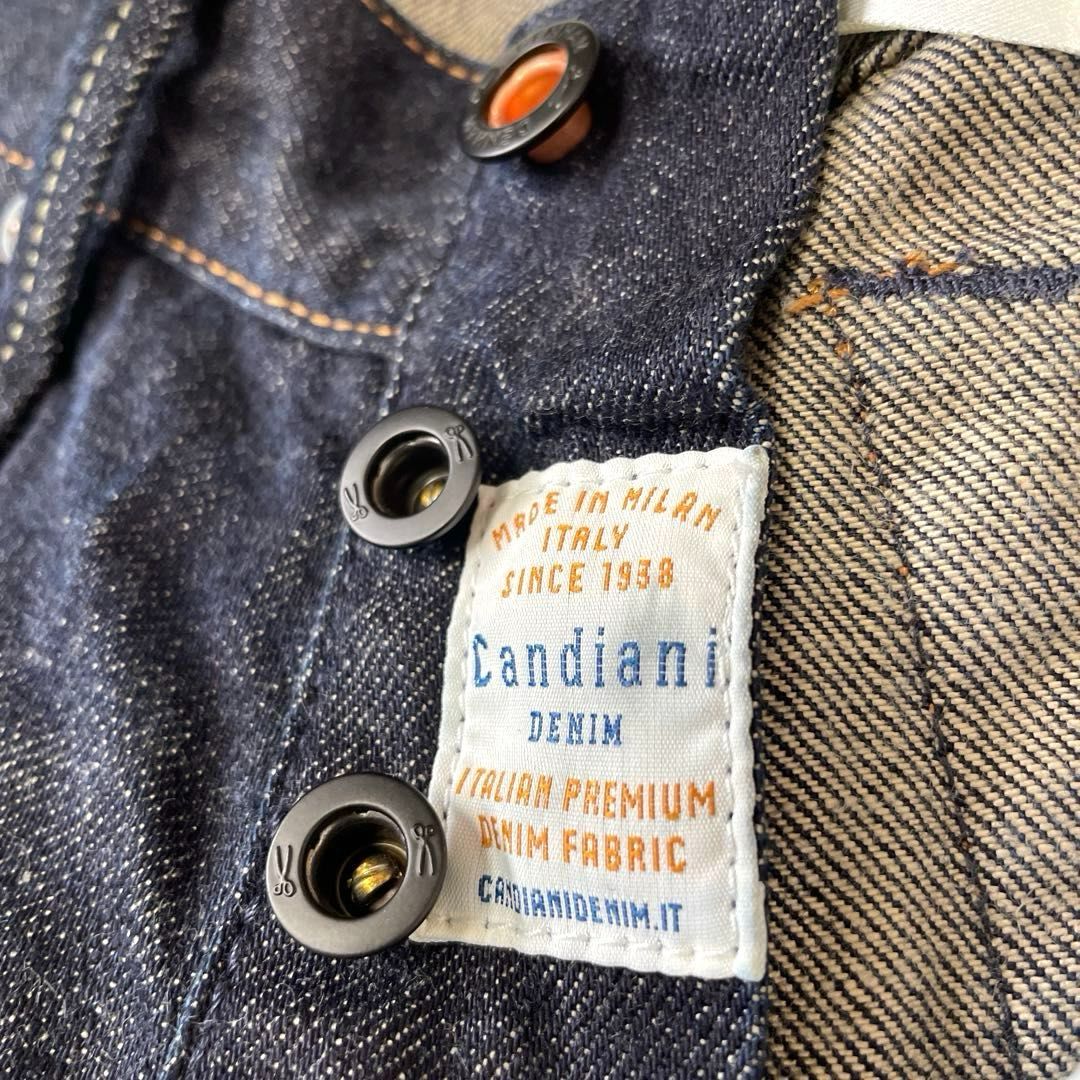 MADE IN MILAN
ITALY
SINCE 1938
Candiani
DENIM
ITALIAN PREMIUM
DENIM FABRIC
CANDIANIDENIM.IT